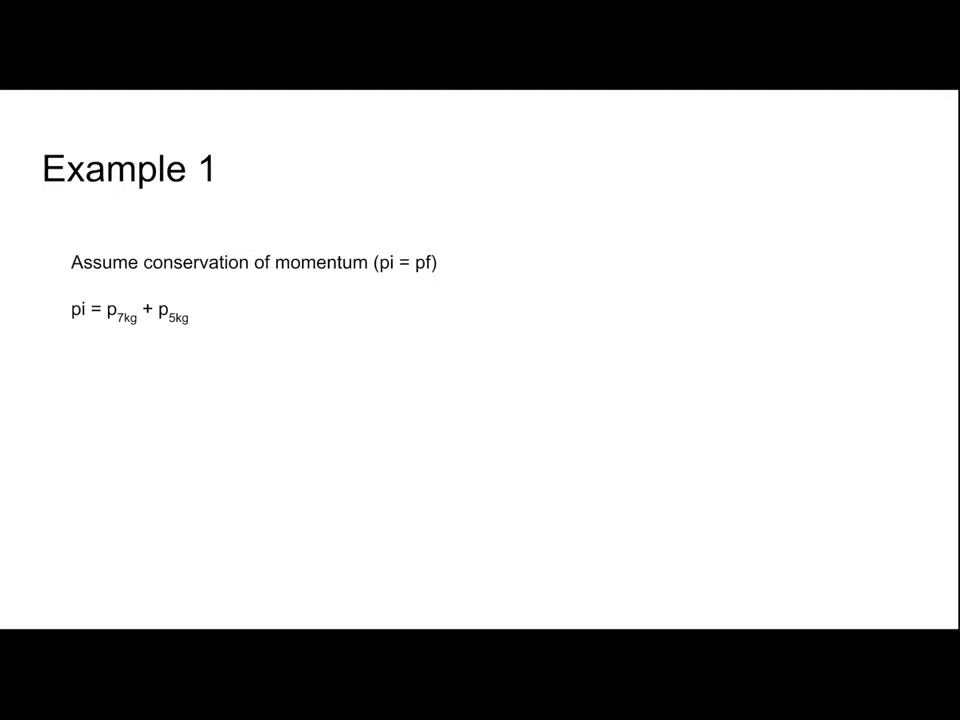 Example 1
Assume conservation of momentum (pi = pf)
pi = p7kg + p5kg